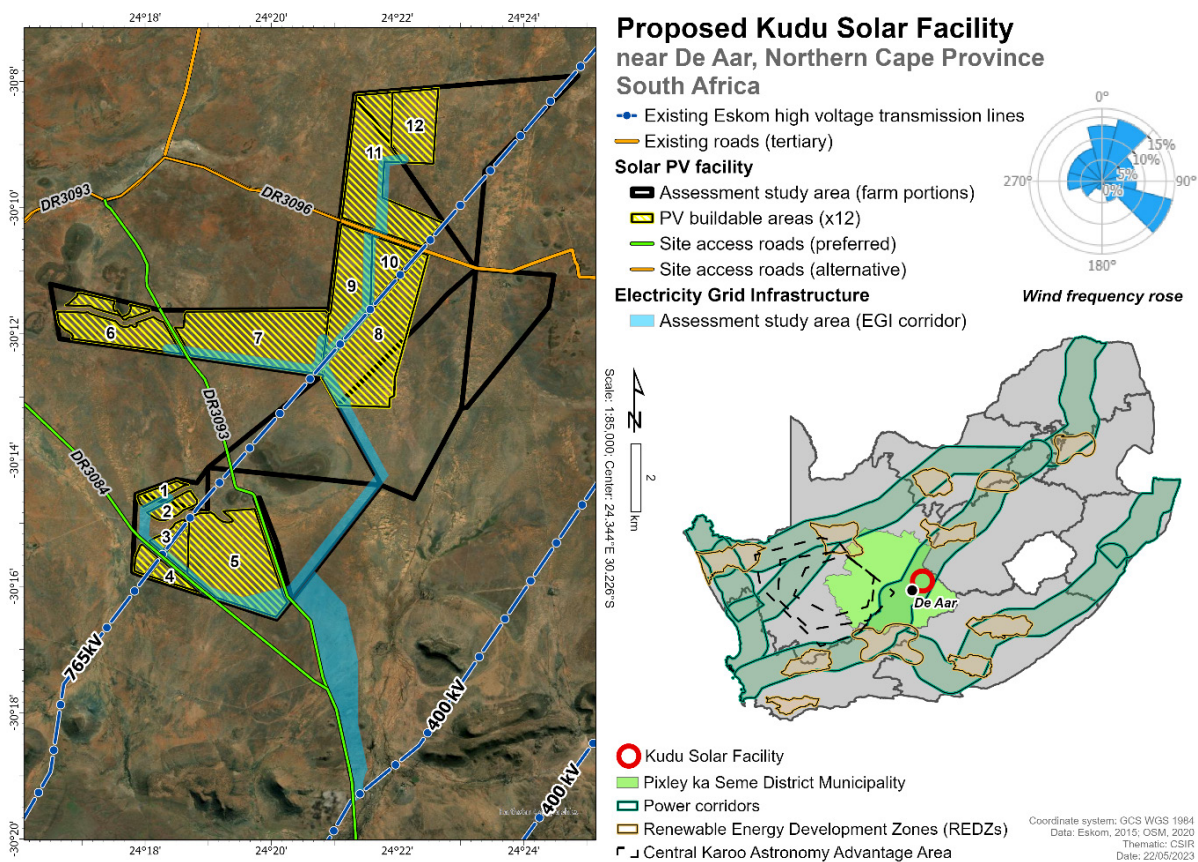 24°18'
24°20'
24°22'
24°24'
Proposed Kudu Solar Facility
near De Aar, Northern Cape Province
South Africa
Existing Eskom high voltage transmission lines
Existing roads (tertiary)
Solar PV facility
Assessment study area (farm portions)
PV buildable areas (x12)
Site access roads (preferred)
Site access roads (alternative)
Electricity Grid Infrastructure
Assessment study area (EGI corridor)
0°
15%
10%
5%
0%
270°
90°
180°
Wind frequency rose
-30°8'
-30°10'
-30°12'
-30°14'
-30°16'
-30°18'
-30°20'
12
11
DR3093
DR3096
10
9
8
7
6
DR3093
DR3084
1
2
3
4
5
765kV
400 kV
400 kV
24°18'
24°20'
24°22'
24°24'
Scale: 1:85,000; Center: 24.344°E 30.226°S
N
2
km
De Aar
Kudu Solar Facility
Pixley ka Seme District Municipality
Power corridors
Renewable Energy Development Zones (REDZs)
Central Karoo Astronomy Advantage Area
Coordinate system: GCS WGS 1984
Data: Eskom, 2015; OSM, 2020
Thematic: CSIR
Date: 22/05/2023